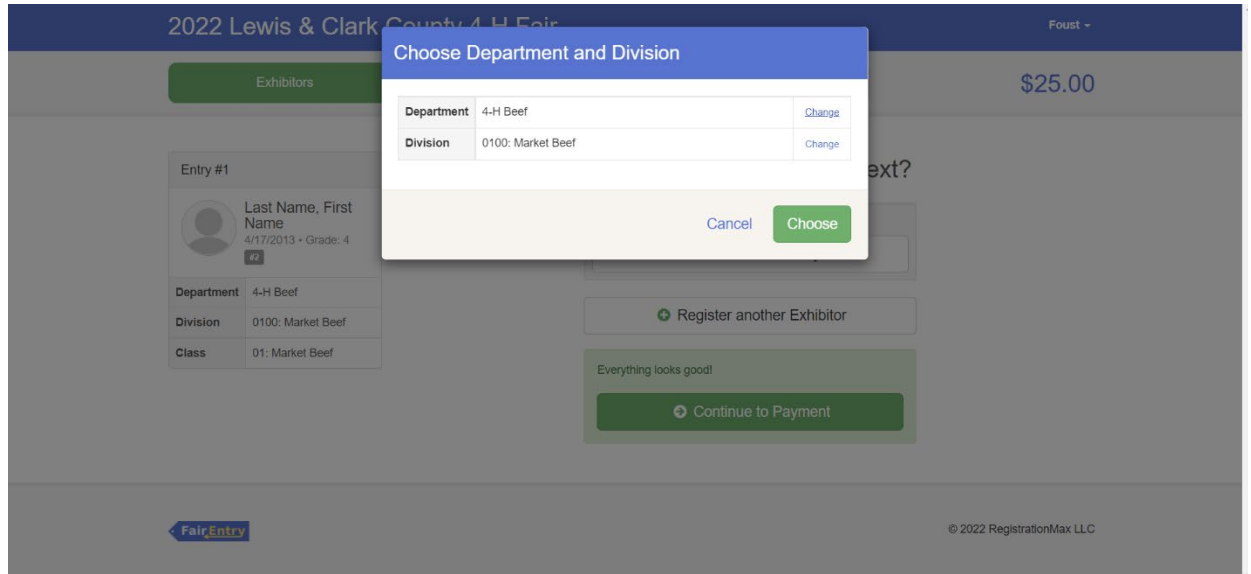 2022 Lewis & Clark County 4-H Fair
Foust
Choose Department and Division
Exhibitors
$25.00
Department 4-H Beef Change
Division 0100: Market Beef Change
Entry #1
ext?
Last Name, First
Name
4/17/2013 • Grade: 4
Cancel Choose
Department 4-H Beef
Division 0100: Market Beef
Register another Exhibitor
Class 01: Market Beef
Everything looks good!
Continue to Payment
FairEntry
© 2022 RegistrationMax LLC